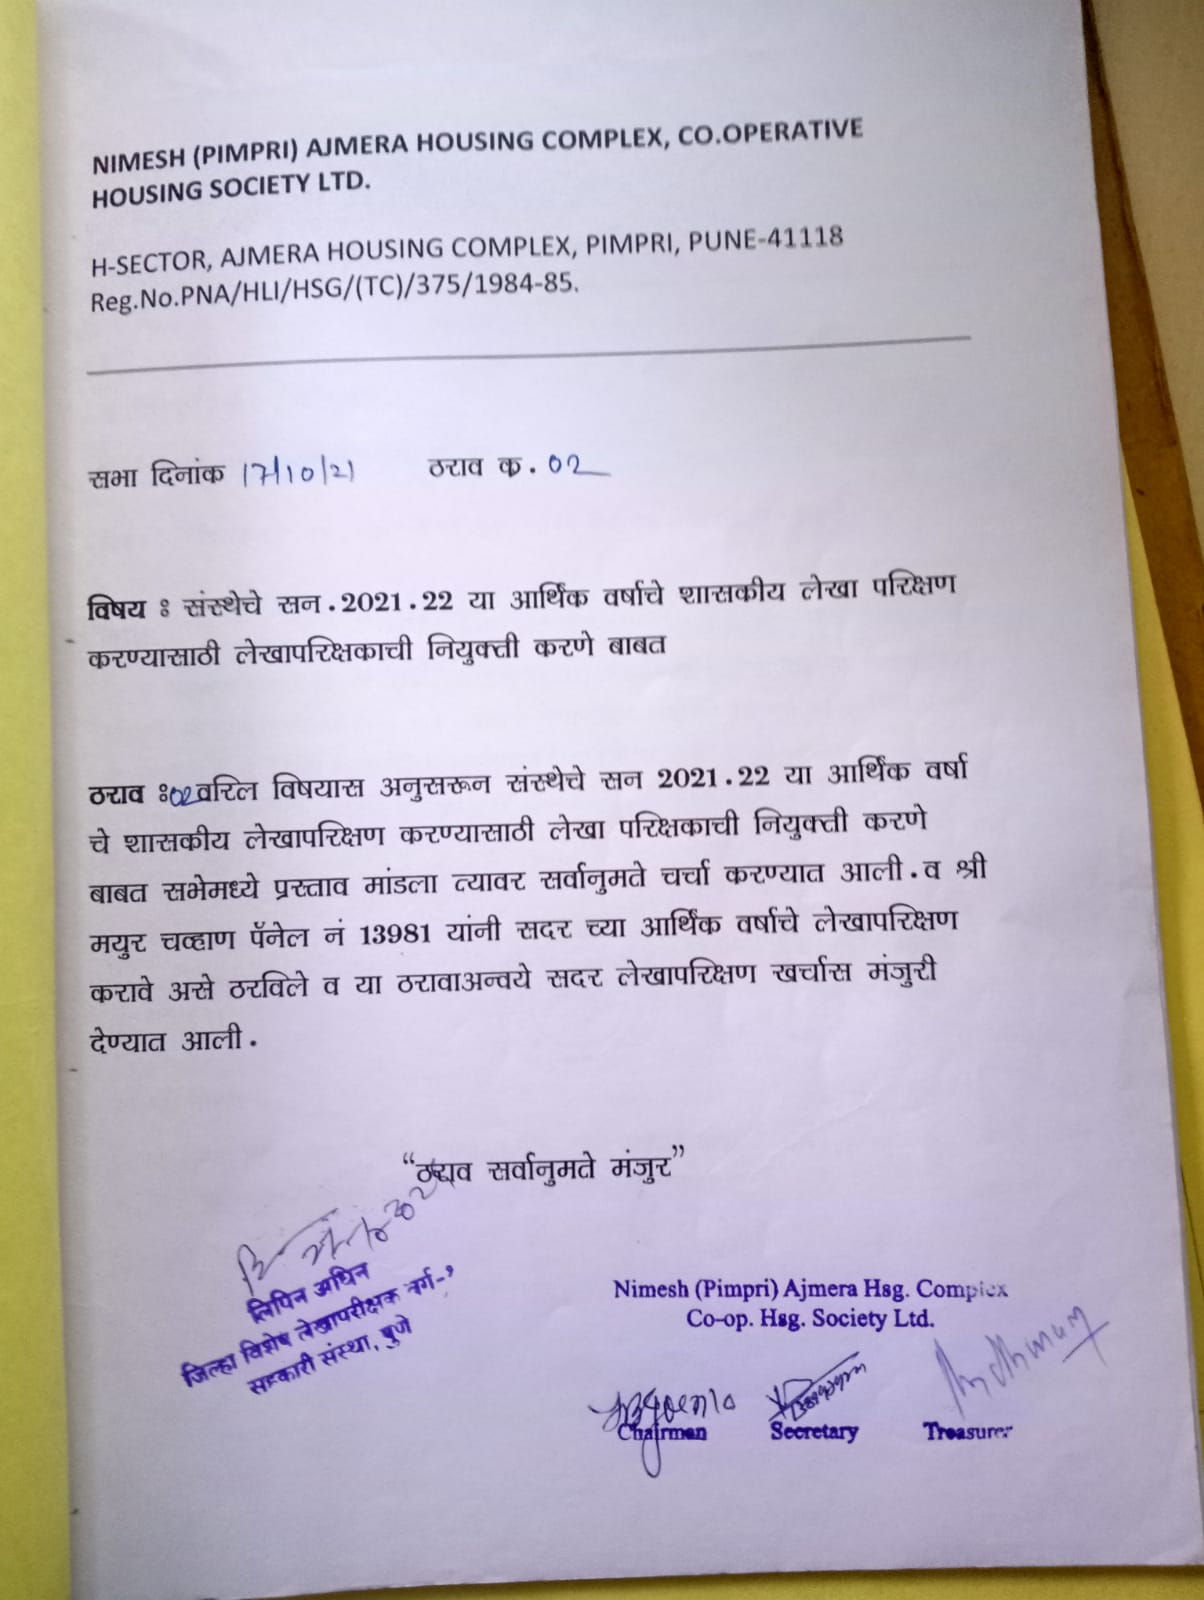 NIMESH (PIMPRI) AJMERA HOUSING COMPLEX, CO.OPERATIVE
HOUSING SOCIETY LTD.
H-SECTOR, AJMERA HOUSING COMPLEX, PIMPRI, PUNE-41118
Reg.No.PNA/HLI/HSG/(TC)/375/1984-85.
सभा दिनांक 17/10/21 ठराव क्र. 02
विषय : संस्थेचे सन.2021.22 या आर्थिक वर्षाचे शासकीय लेखा परिक्षण
करण्यासाठी लेखापरिक्षकाची नियुक्ती करणे बाबत
ठराव :02 वरिल विषयास अनुसरून संस्थेचे सन 2021.22 या आर्थिक वर्षा
चे शासकीय लेखापरिक्षण करण्यासाठी लेखा परिक्षकाची नियुक्ती करणे
बाबत सभेमध्ये प्रस्ताव मांडला त्यावर सर्वानुमते चर्चा करण्यात आली.व श्री
मयुर चव्हाण पॅनेल नं 13981 यांनी सदर च्या आर्थिक वर्षाचे लेखापरिक्षण
करावे असे ठरविले व या ठरावाअन्वये सदर लेखापरिक्षण खर्चास मंजुरी
देण्यात आली.
“ठराव सर्वानुमते मंजुर”
जिल्हा विशेष लेखापरीक्षक वर्ग-१
सहकारी संस्था, पुणे
Nimesh (Pimpri) Ajmera Hsg. Complex
Co-op. Hsg. Society Ltd.
Chairman Secretary Treasurer